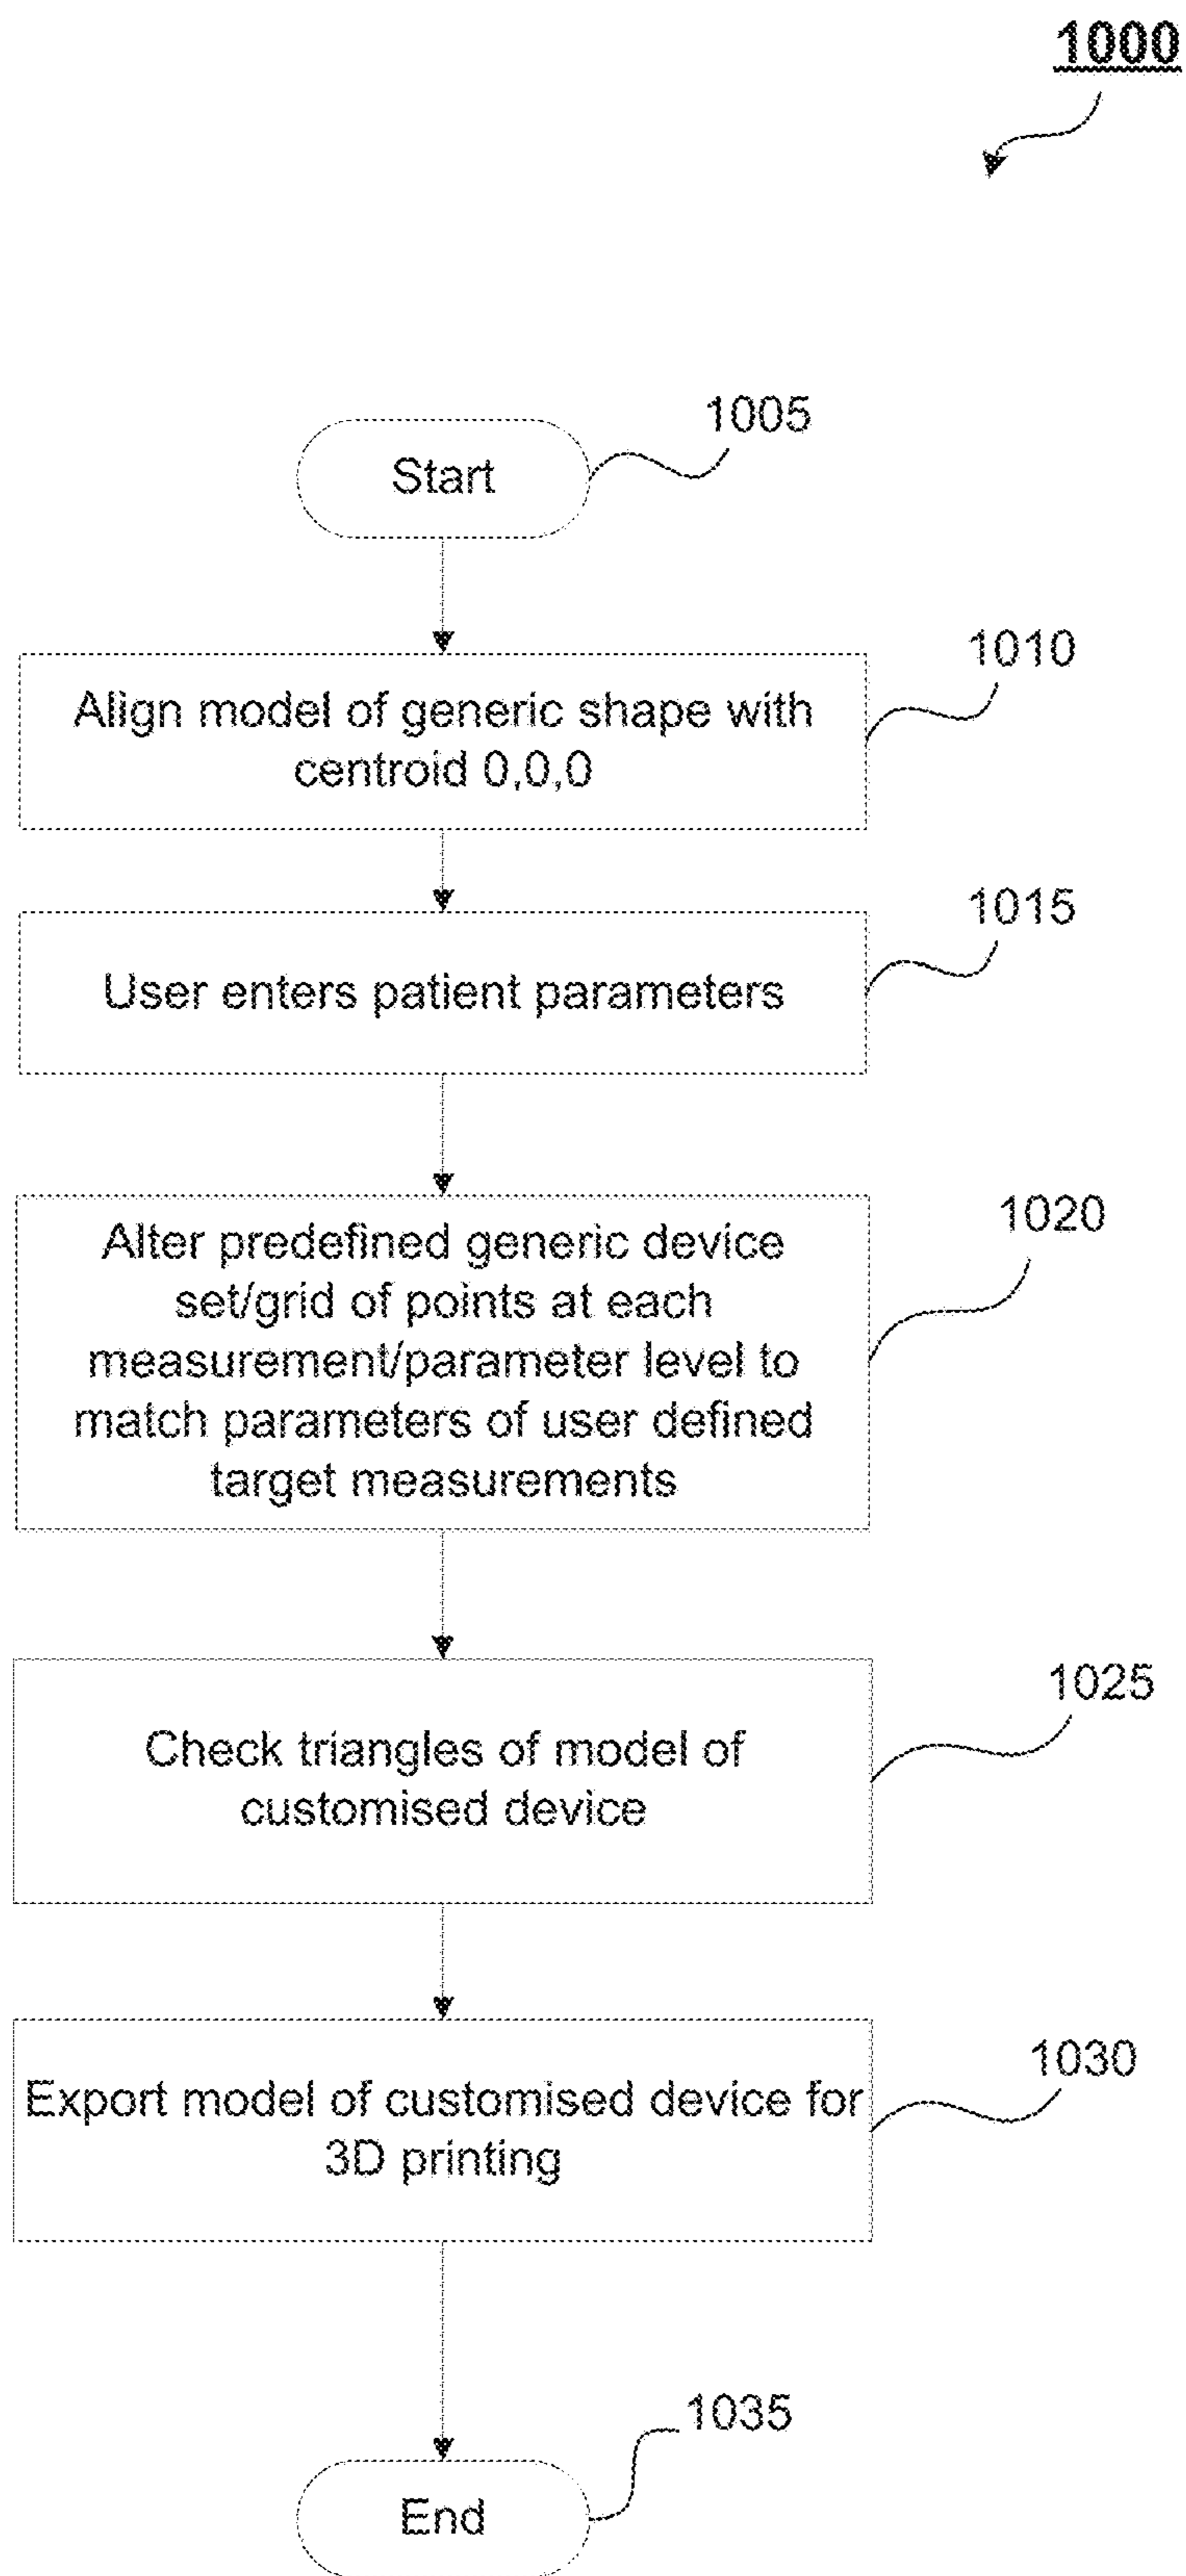 1000
1005
Start
1010
Align model of generic shape with
centroid 0,0,0
1015
User enters patient parameters
1020
Alter predefined generic device
set/grid of points at each
measurement/parameter level to
match parameters of user defined
target measurements
1025
Check triangles of model of
customised device
1030
Export model of customised device for
3D printing
1035
End